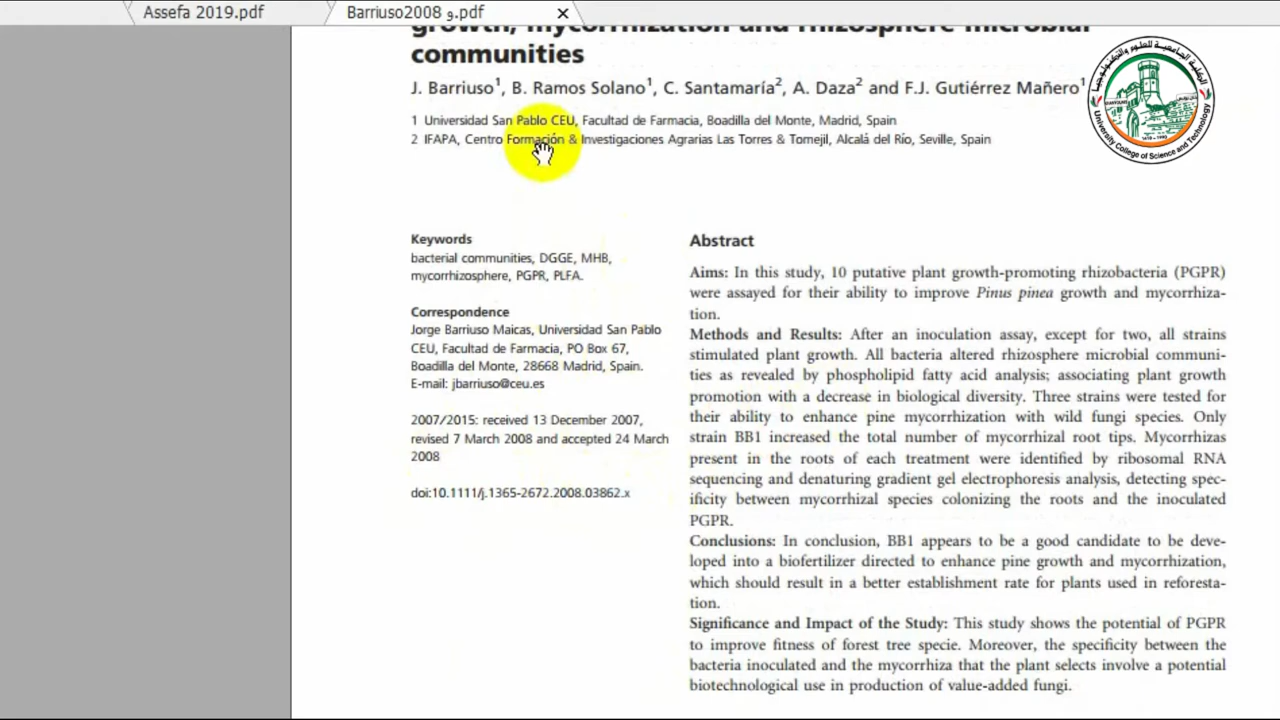 Assefa 2019.pdf
Barriuso2008 و.pdf
growth, mycorrhization and rhizosphere microbial
communities
J. Barriuso1, B. Ramos Solano1, C. Santamaría2, A. Daza2 and F.J. Gutiérrez Mañero1
1 Universidad San Pablo CEU, Facultad de Farmacia, Boadilla del Monte, Madrid, Spain
2 IFAPA, Centro Formación & Investigaciones Agrarias Las Torres & Tomejil, Alcalá del Río, Seville, Spain
University College of Science and Technology
Keywords
bacterial communities, DGGE, MHB,
mycorrhizosphere, PGPR, PLFA.
Correspondence
Jorge Barriuso Maicas, Universidad San Pablo
CEU, Facultad de Farmacia, PO Box 67,
Boadilla del Monte, 28668 Madrid, Spain.
E-mail: jbarriuso@ceu.es
2007/2015: received 13 December 2007,
revised 7 March 2008 and accepted 24 March
2008
doi:10.1111/j.1365-2672.2008.03862.x
Abstract
Aims: In this study, 10 putative plant growth-promoting rhizobacteria (PGPR)
were assayed for their ability to improve Pinus pinea growth and mycorrhiza-
tion.
Methods and Results: After an inoculation assay, except for two, all strains
stimulated plant growth. All bacteria altered rhizosphere microbial communi-
ties as revealed by phospholipid fatty acid analysis; associating plant growth
promotion with a decrease in biological diversity. Three strains were tested for
their ability to enhance pine mycorrhization with wild fungi species. Only
strain BB1 increased the total number of mycorrhizal root tips. Mycorrhizas
present in the roots of each treatment were identified by ribosomal RNA
sequencing and denaturing gradient gel electrophoresis analysis, detecting spec-
ificity between mycorrhizal species colonizing the roots and the inoculated
PGPR.
Conclusions: In conclusion, BB1 appears to be a good candidate to be deve-
loped into a biofertilizer directed to enhance pine growth and mycorrhization,
which should result in a better establishment rate for plants used in reforesta-
tion.
Significance and Impact of the Study: This study shows the potential of PGPR
to improve fitness of forest tree specie. Moreover, the specificity between the
bacteria inoculated and the mycorrhiza that the plant selects involve a potential
biotechnological use in production of value-added fungi.